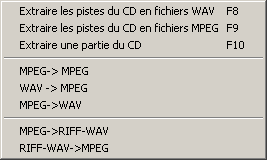 Extraire les pistes du CD en fichiers WAV F8
Extraire les pistes du CD en fichiers MPEG F9
Extraire une partie du CD F10
MPEG-> MPEG
WAV -> MPEG
MPEG->WAV
MPEG->RIFF-WAV
RIFF-WAV->MPEG